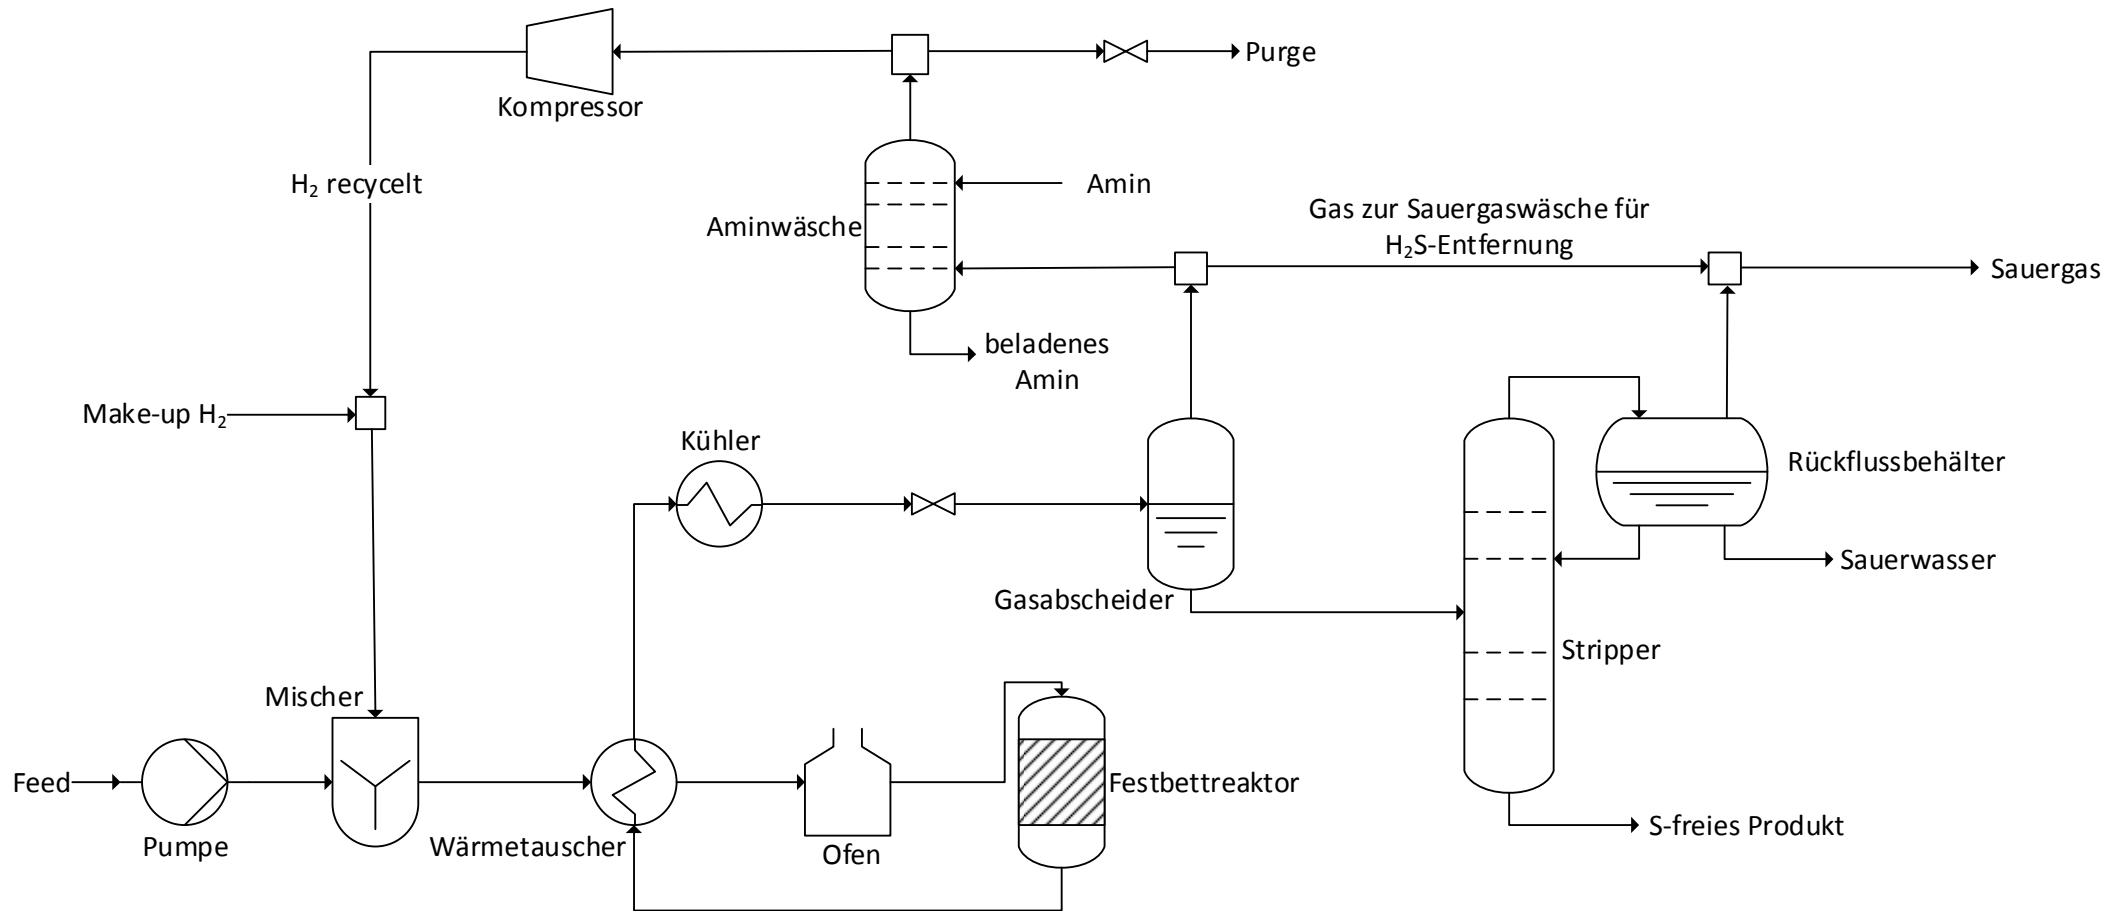 Purge
Kompressor
H₂ recycelt
Amin
Aminwäsche
Gas zur Sauergaswäsche für
H₂S-Entfernung
Sauergas
beladenes
Amin
Make-up H₂
Kühler
Rückflussbehälter
Sauerwasser
Gasabscheider
Stripper
Mischer
Feed
Festbettreaktor
Pumpe
Wärmetauscher
Ofen
S-freies Produkt